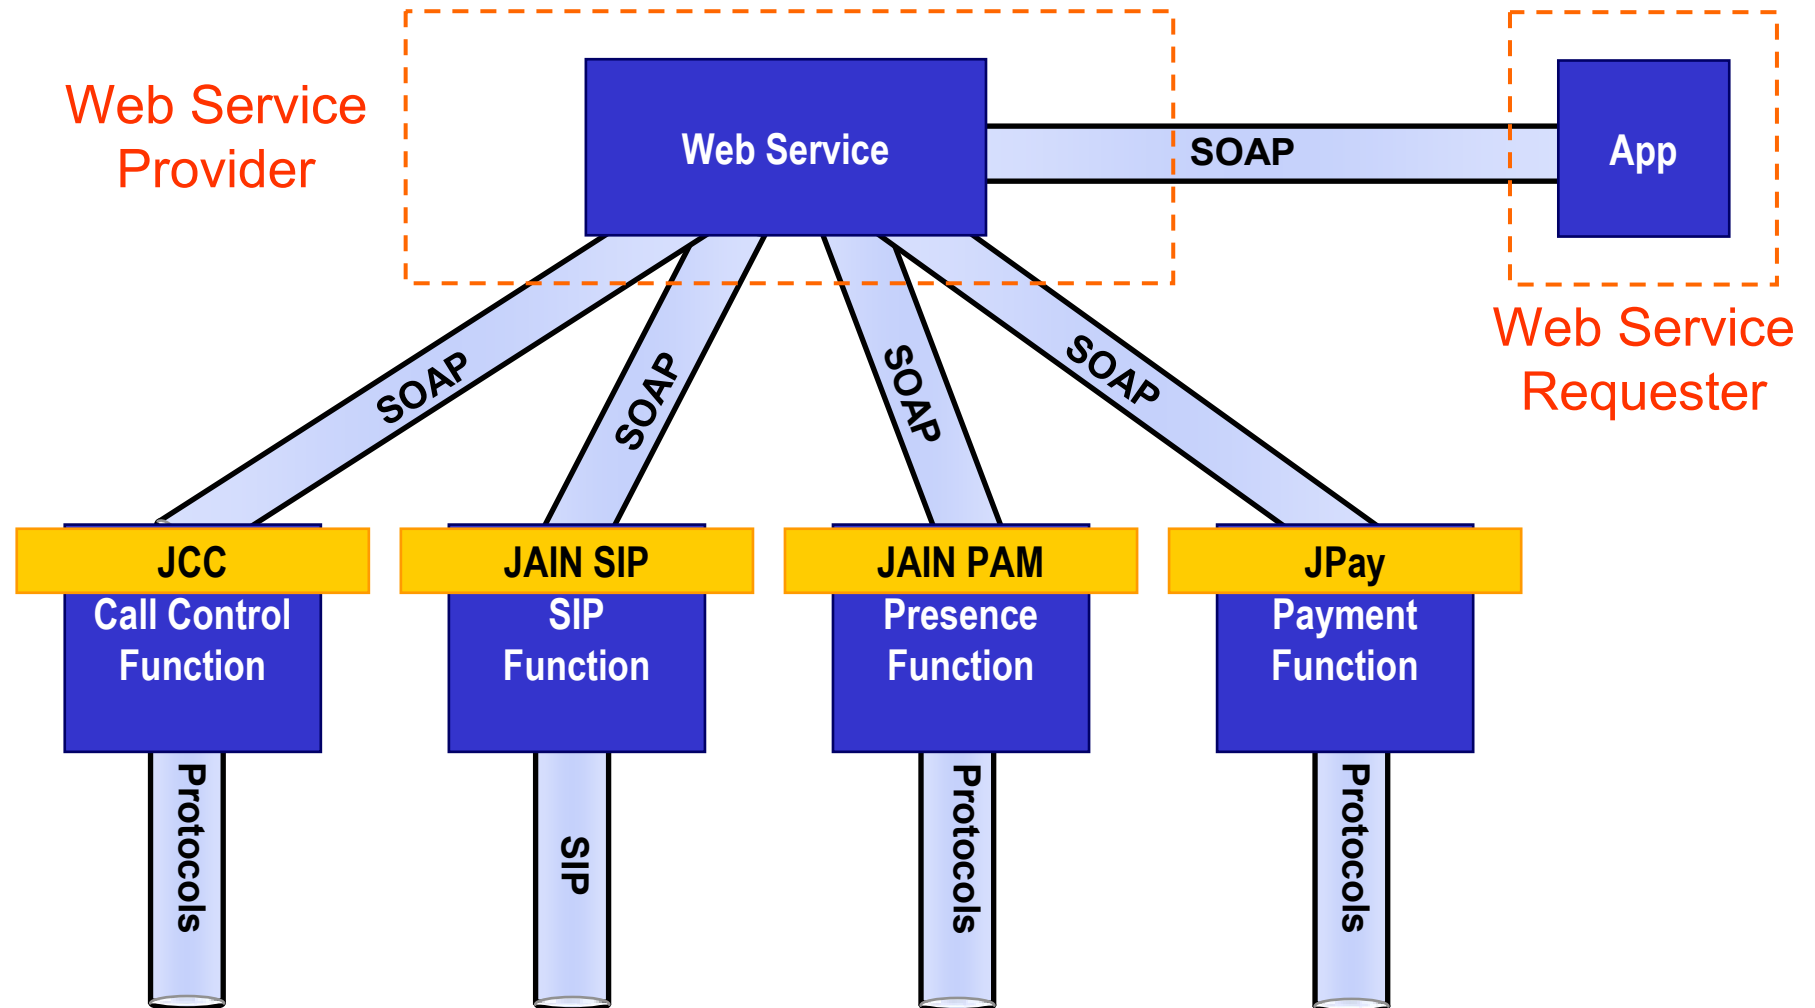 Web Service
Provider
Web Service
SOAP
App
Web Service
Requester
SOAP
SOAP
SOAP
SOAP
JCC
JAIN SIP
JAIN PAM
JPay
Call Control
Function
SIP
Function
Presence
Function
Payment
Function
Protocols
SIP
Protocols
Protocols